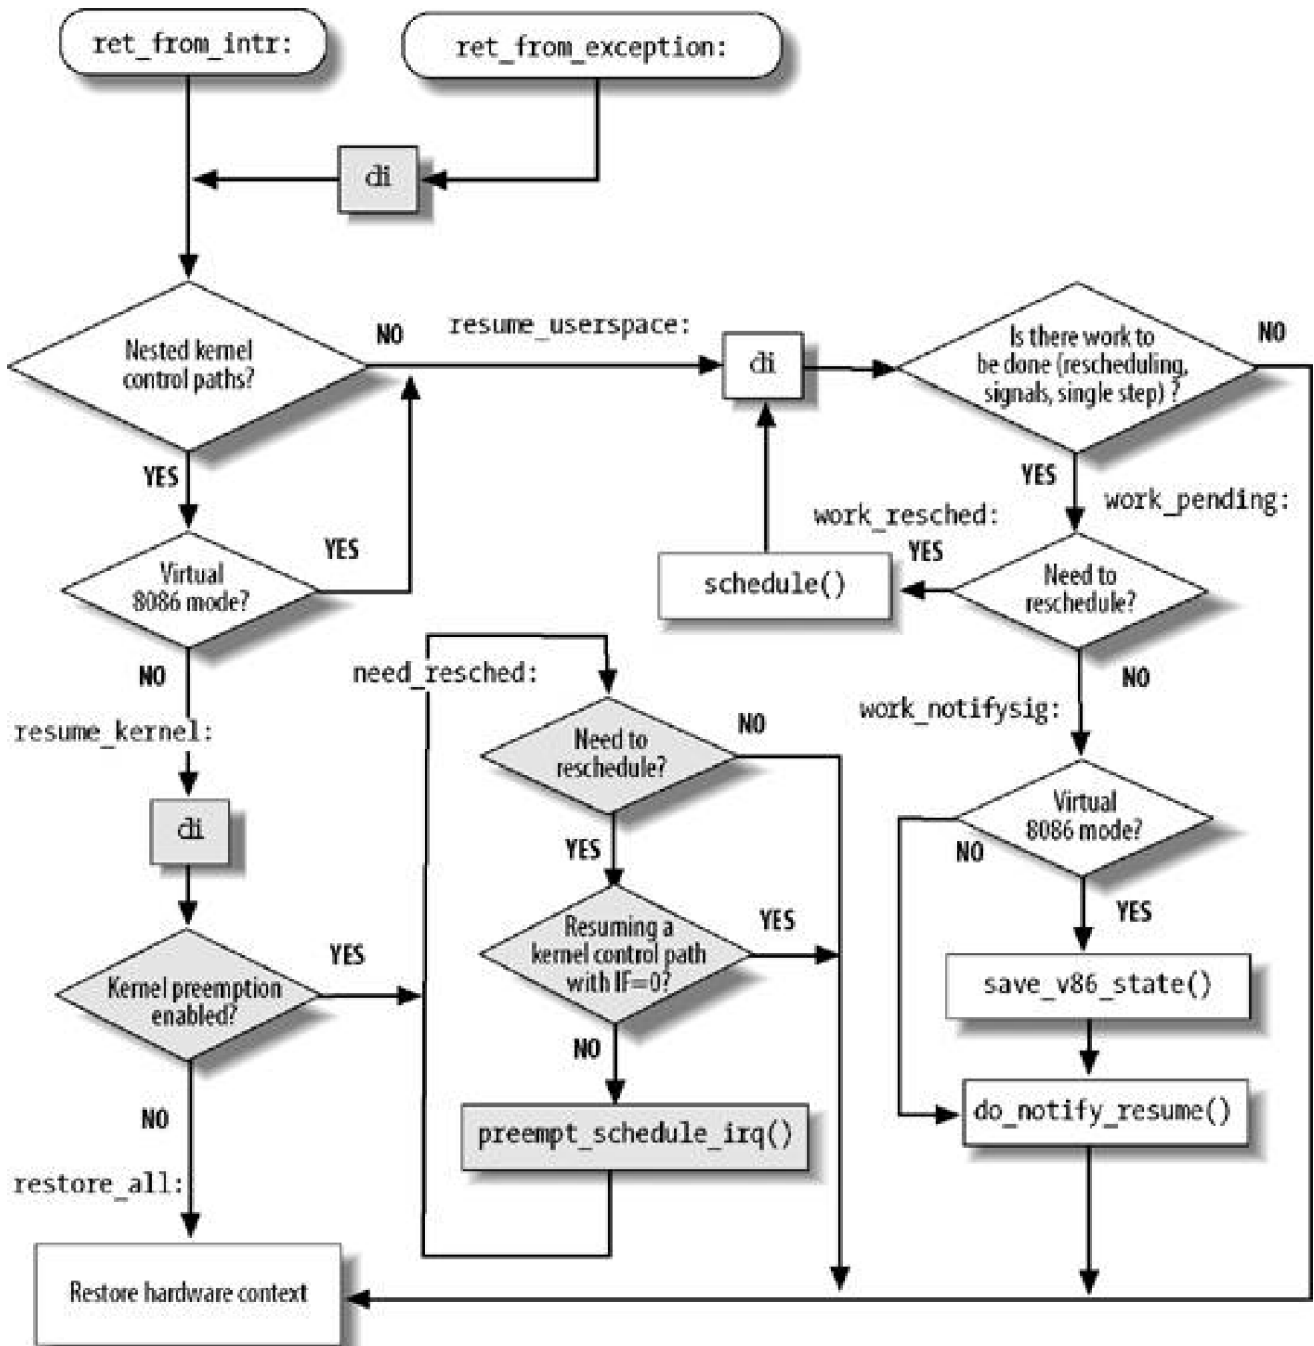 ret_from_intr:
ret_from_exception:
cli
Nested kernel
control paths?
NO
resume_userspace:
cli
Is there work to
be done (rescheduling,
signals, single step) ?
NO
YES
YES
work_pending:
work_resched:
Virtual
8086 mode?
YES
schedule()
YES
Need to
reschedule?
NO
need_resched:
NO
resume_kernel:
work_notifysig:
Need to
reschedule?
NO
cli
Virtual
8086 mode?
YES
NO
Kernel preemption
enabled?
YES
Resuming a
kernel control path
with IF=0?
YES
YES
save_v86_state()
NO
NO
preempt_schedule_irq()
do_notify_resume()
restore_all:
Restore hardware context